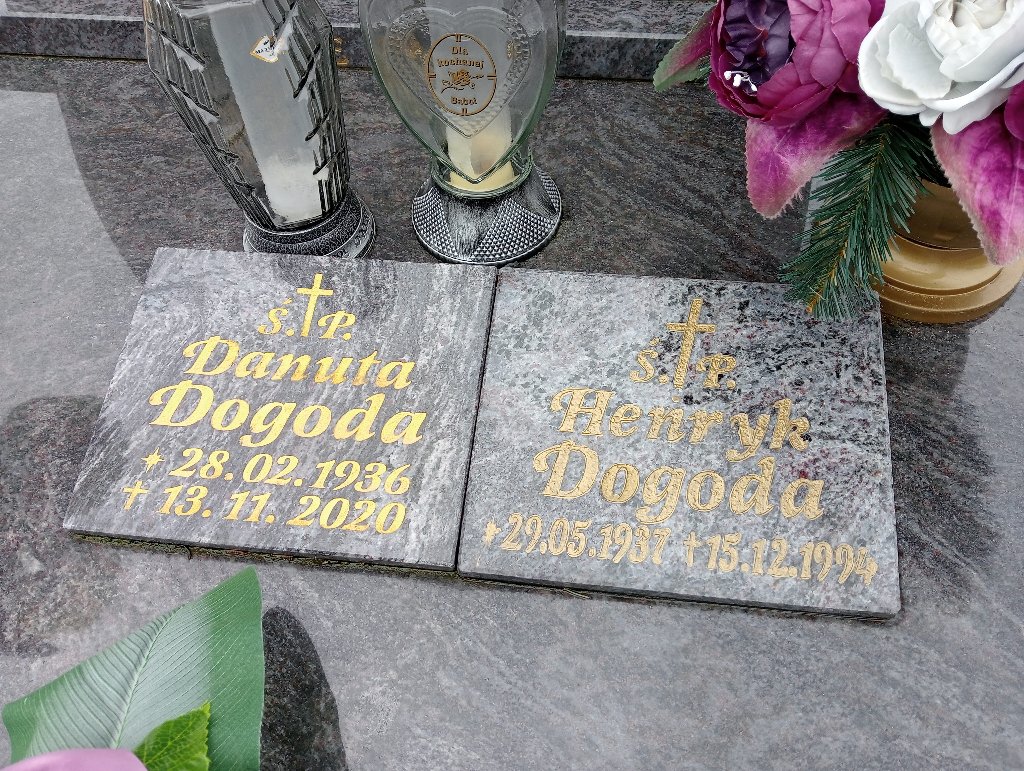 Dla
kochanej
Babci
Ś. P.
Danuta
Dogoda
28.02.1936
13.11.2020
Ś. P.
Henryk
Dogoda
29.05.1937 15.12.1994